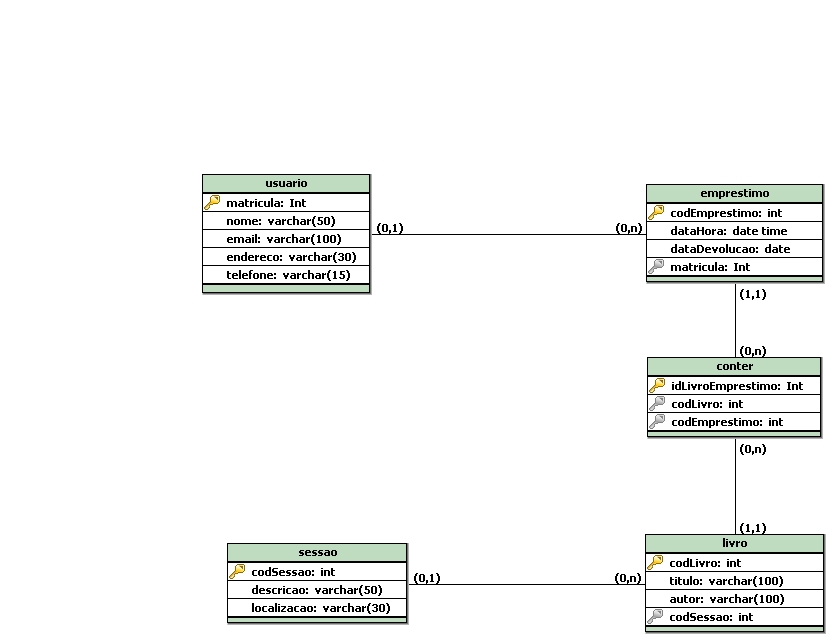 usuario
matricula: Int
nome: varchar(50)
email: varchar(100)
endereco: varchar(30)
telefone: varchar(15)
(0,1)
(0,n)
emprestimo
codEmprestimo: int
dataHora: date time
dataDevolucao: date
matricula: Int
(1,1)
(0,n)
conter
idLivroEmprestimo: Int
codLivro: int
codEmprestimo: int
(0,n)
(1,1)
sessao
codSessao: int
descricao: varchar(50)
localizacao: varchar(30)
(0,1)
(0,n)
livro
codLivro: int
titulo: varchar(100)
autor: varchar(100)
codSessao: int